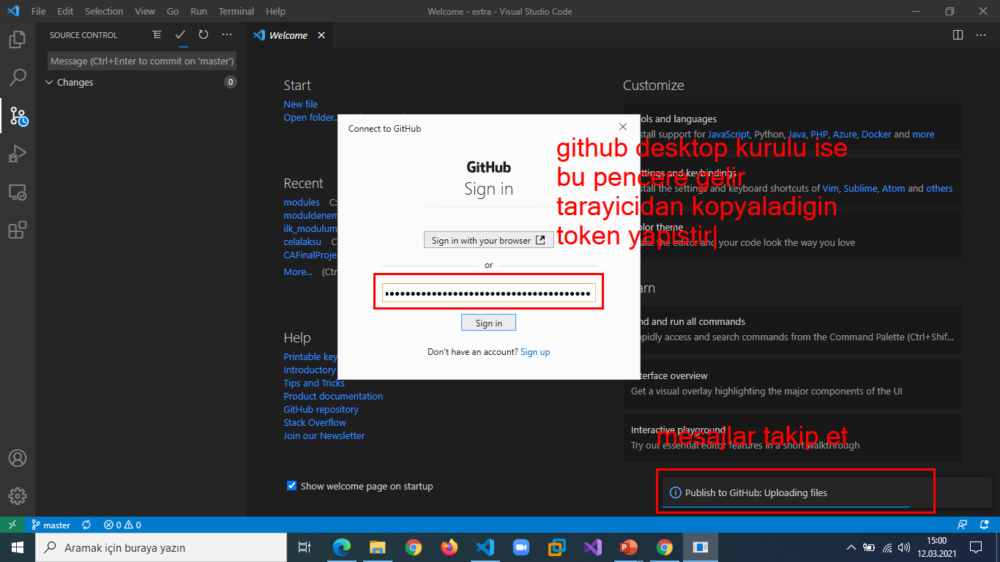 File Edit Selection View Go Run Terminal Help
Welcome - extra - Visual Studio Code
SOURCE CONTROL
Welcome
Message (Ctrl+Enter to commit on 'master')
Changes 0
Start
New file
Open folder...
Recent
modules C:
moduldenem
ilk_modulum
celalaksu C
CAFinalProje
More... (Ctr
Help
Printable key
Introductory
Tips and Tricks
Product documentation
GitHub repository
Stack Overflow
Join our Newsletter
Show welcome page on startup
Connect to GitHub
GitHub
Sign in
Sign in with your browser
or
Sign in
Don't have an account? Sign up
github desktop kurulu ise
bu pencere gelir
tarayicidan kopyaladigin
token yapistir
Customize
ols and languages
stall support for JavaScript, Python, Java, PHP, Azure, Docker and more
ttings and keybindings
stall the settings and keyboard shortcuts of Vim, Sublime, Atom and others
olor theme
ake the editor and your code look the way you love
arn
nd and run all commands
apidly access and search commands from the Command Palette (Ctrl+Shif...
terface overview
Get a visual overlay highlighting the major components of the UI
Interactive playground
Try out essential editor features in a short walkthrough
mesajlar takip et
Publish to GitHub: Uploading files
master 0 0
Aramak için buraya yazın
15:00
12.03.2021